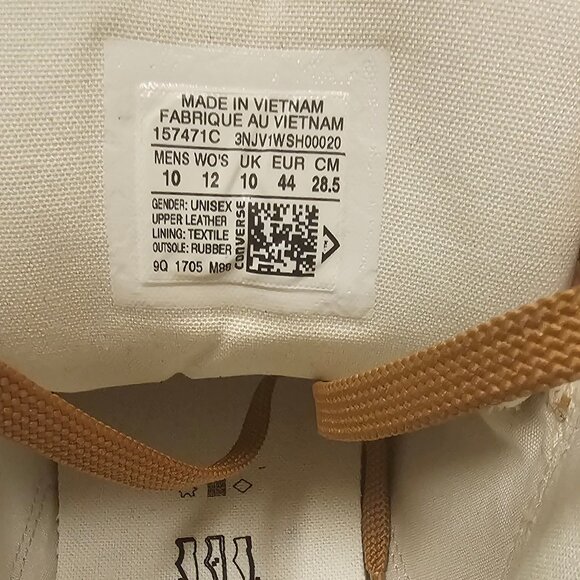 MADE IN VIETNAM
FABRIQUE AU VIETNAM
157471C 3NJV1WSH00020
MENS WO'S UK EUR CM
10 12 10 44 28.5
GENDER: UNISEX
UPPER LEATHER
LINING: TEXTILE
OUTSOLE: RUBBER
9Q 1705
CONVERSE